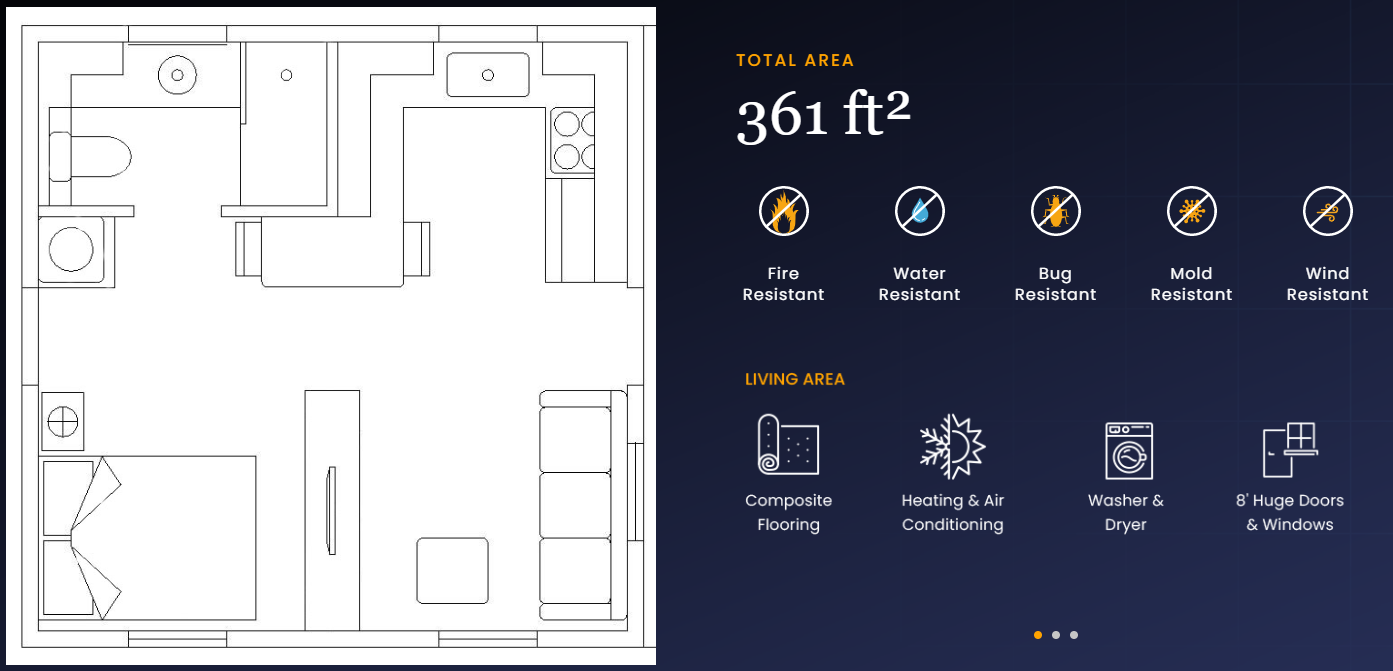 TOTAL AREA
361 ft²
Fire
Resistant
Water
Resistant
Bug
Resistant
Mold
Resistant
Wind
Resistant
LIVING AREA
Composite
Flooring
Heating & Air
Conditioning
Washer &
Dryer
8' Huge Doors
& Windows